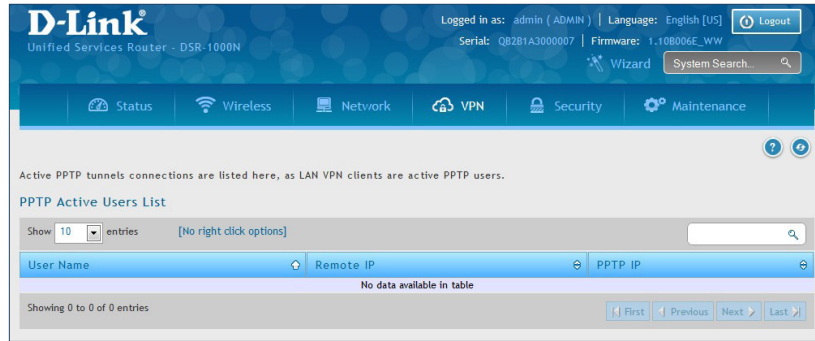 D-Link®
Unified Services Router - DSR-1000N
Logged in as: admin ( ADMIN ) | Language: English [US]
Logout
Serial: QB2B1A3000007 | Firmware: 1.10B006E_WW
Wizard
System Search...
Status
Wireless
Network
VPN
Security
Maintenance
?
Active PPTP tunnels connections are listed here, as LAN VPN clients are active PPTP users.
PPTP Active Users List
Show 10 entries [No right click options]
User Name Remote IP PPTP IP
No data available in table
Showing 0 to 0 of 0 entries
First Previous Next Last